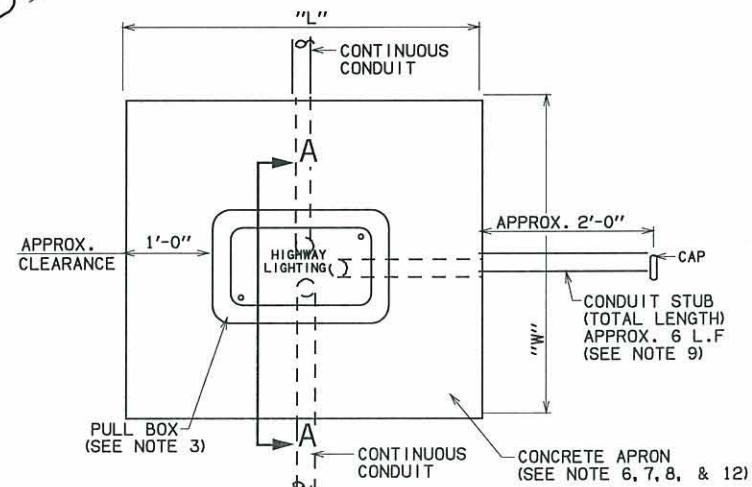 "L"
CONTINUOUS
CONDUIT
A
APPROX. 2'-0"
APPROX.
CLEARANCE
1'-0"
HIGHWAY
LIGHTING
CAP
CONDUIT STUB
(TOTAL LENGTH)
APPROX. 6 L.F
(SEE NOTE 9)
"W"
PULL BOX
(SEE NOTE 3)
A
CONTINUOUS
CONDUIT
CONCRETE APRON
(SEE NOTE 6, 7, 8, & 12)